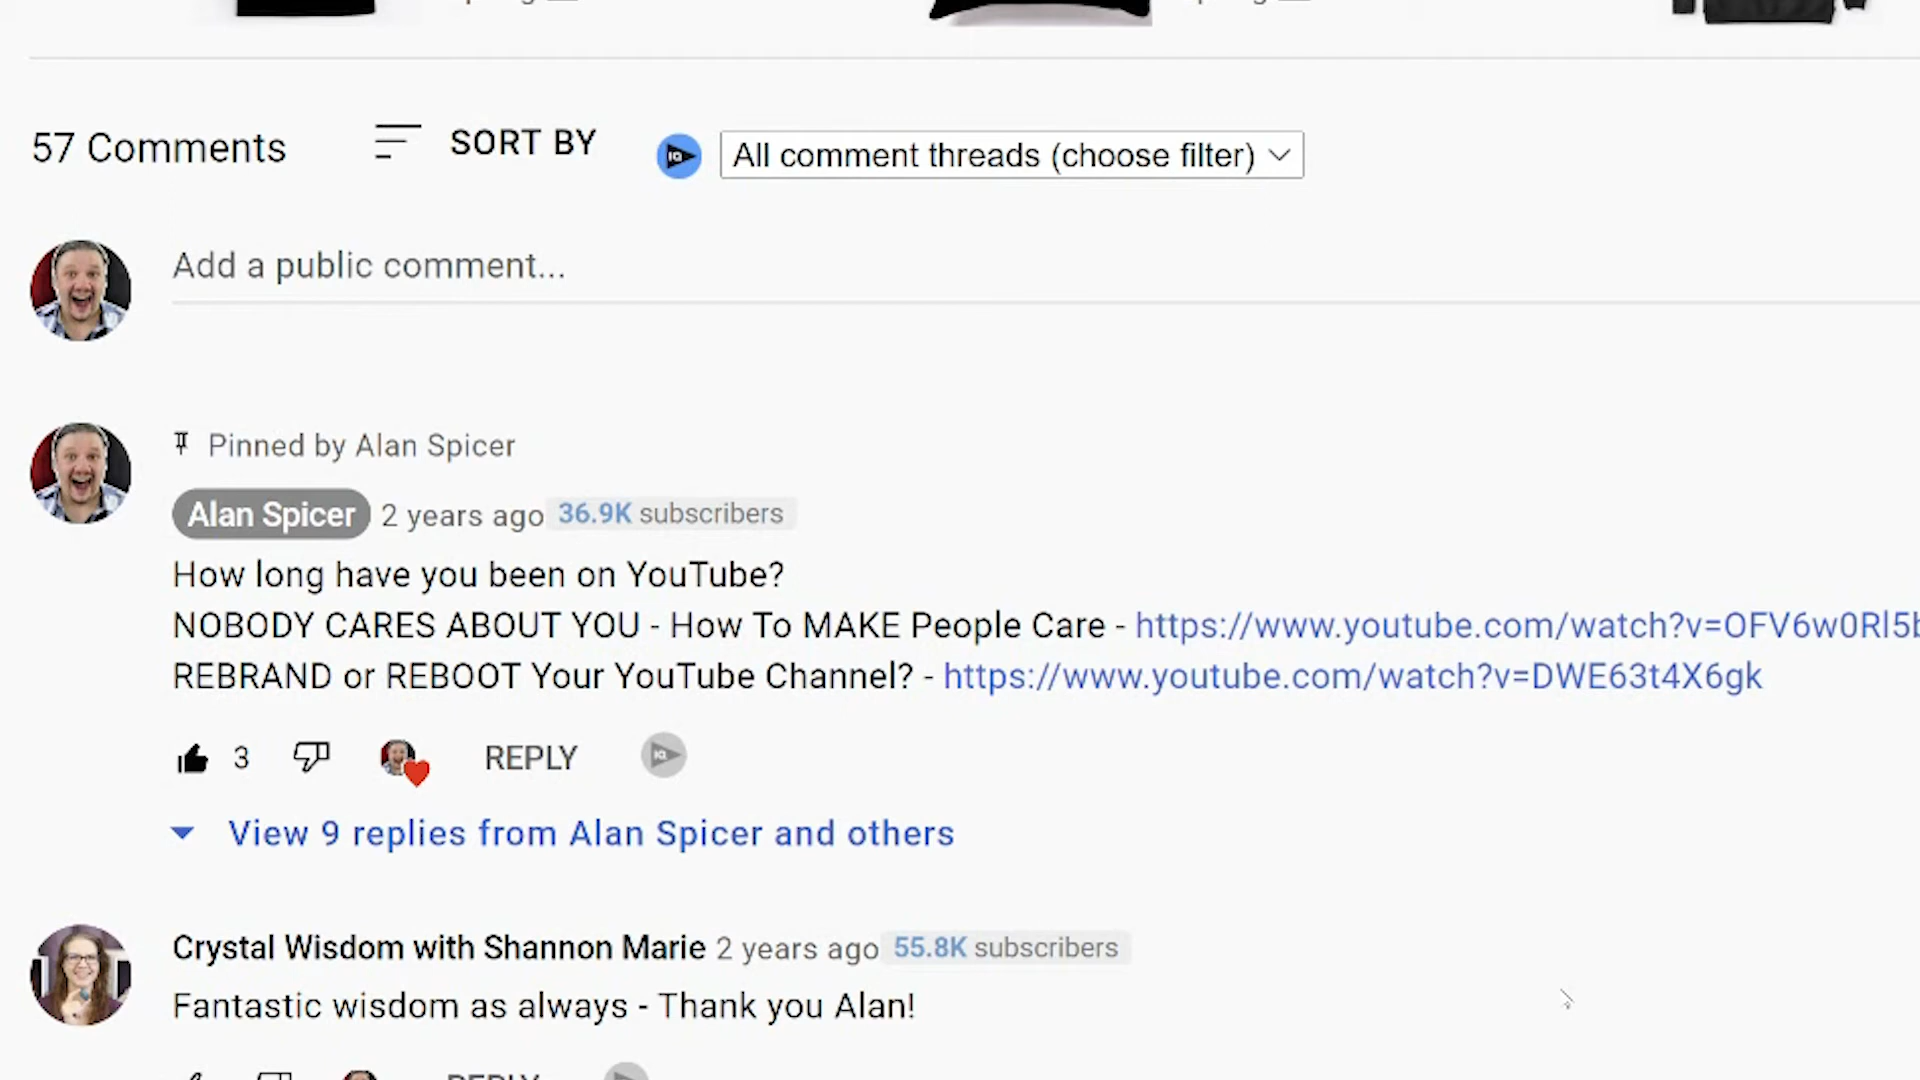 57 Comments
SORT BY
All comment threads (choose filter)
Add a public comment...
Pinned by Alan Spicer
Alan Spicer 2 years ago 36.9K subscribers
How long have you been on YouTube?
NOBODY CARES ABOUT YOU - How To MAKE People Care - https://www.youtube.com/watch?v=OFV6w0Rl5b
REBRAND or REBOOT Your YouTube Channel? - https://www.youtube.com/watch?v=DWE63t4X6gk
3
REPLY
View 9 replies from Alan Spicer and others
Crystal Wisdom with Shannon Marie 2 years ago 55.8K subscribers
Fantastic wisdom as always - Thank you Alan!
REPLY